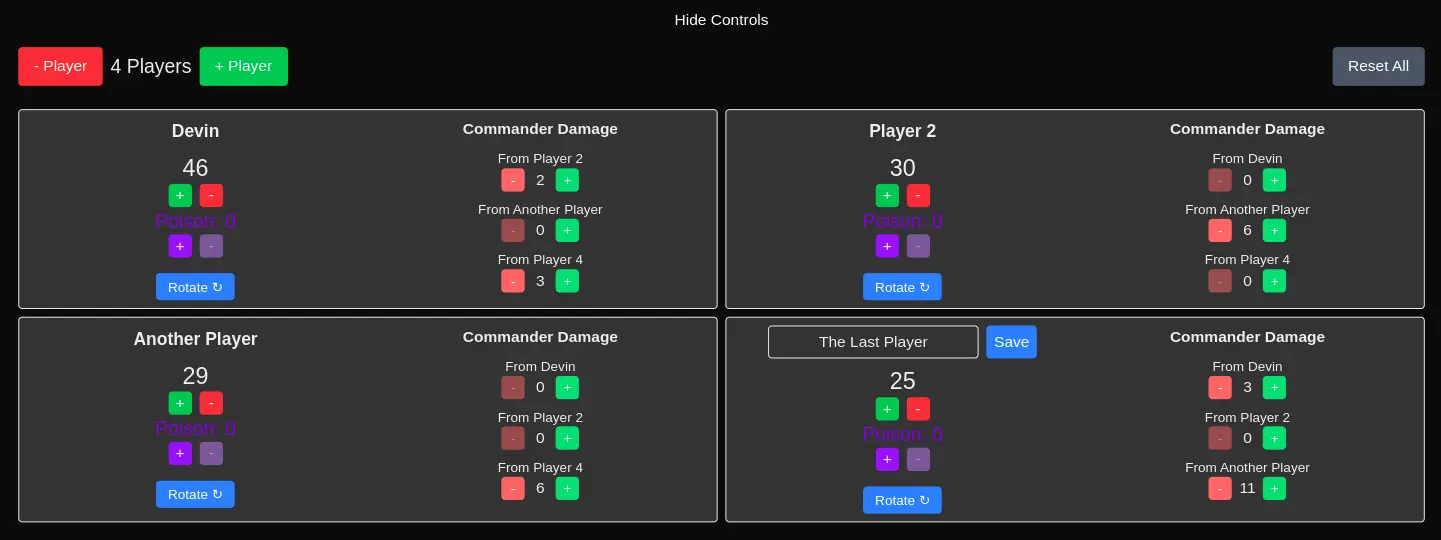 Hide Controls
- Player 4 Players + Player Reset All
Devin
46
+ -
Poison: 0
+ -
Rotate ↻
Commander Damage
From Player 2
- 2 +
From Another Player
- 0 +
From Player 4
- 3 +
Player 2
30
+ -
Poison: 0
+ -
Rotate ↻
Commander Damage
From Devin
- 0 +
From Another Player
- 6 +
From Player 4
- 0 +
Another Player
29
+ -
Poison: 0
+ -
Rotate ↻
Commander Damage
From Devin
- 0 +
From Player 2
- 0 +
From Player 4
- 6 +
The Last Player Save
25
+ -
Poison: 0
+ -
Rotate ↻
Commander Damage
From Devin
- 3 +
From Player 2
- 0 +
From Another Player
- 11 +